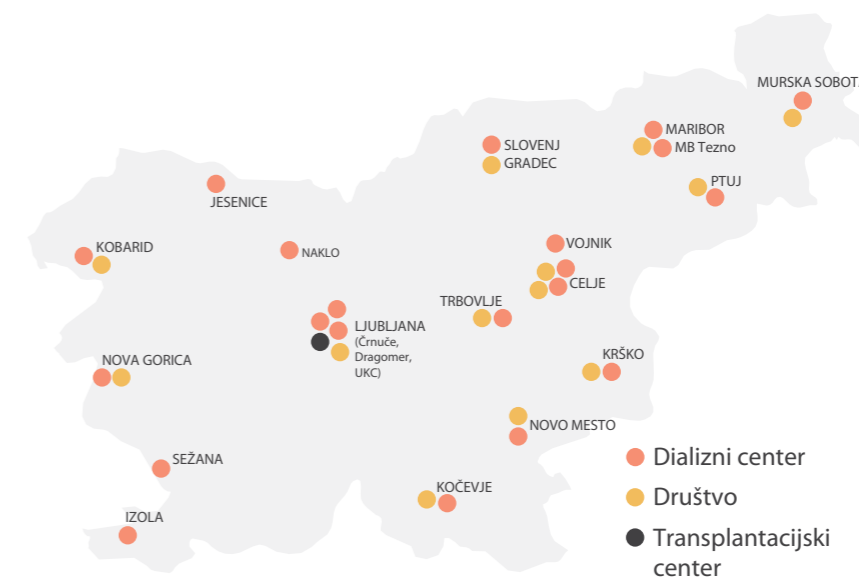 MURSKA SOBOT
MARIBOR
MB Tezno
SLOVENJ
GRADEC
PTUJ
JESENICE
KOBARID
NAKLO
VOJNIK
CELJE
TRBOVLJE
LJUBLJANA
(Črnuče,
Dragomer,
UKC)
KRŠKO
NOVA GORICA
NOVO MESTO
SEŽANA
KOČEVJE
IZOLA
Dializni center
Društvo
Transplantacijski
center